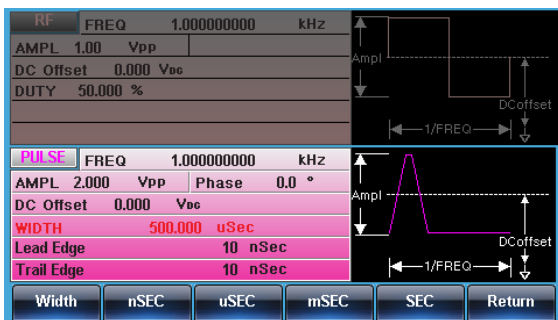 RF FREQ 1.000000000 kHz
AMPL 1.00 Vpp
DC Offset 0.000 VDC
DUTY 50.000 %
Ampl
DCoffset
1/FREQ
PULSE FREQ 1.000000000 kHz
AMPL 2.000 Vpp Phase 0.0 °
DC Offset 0.000 VDC
WIDTH 500.000 uSec
Lead Edge 10 nSec
Trail Edge 10 nSec
Ampl
DCoffset
1/FREQ
Width nSEC uSEC mSEC SEC Return